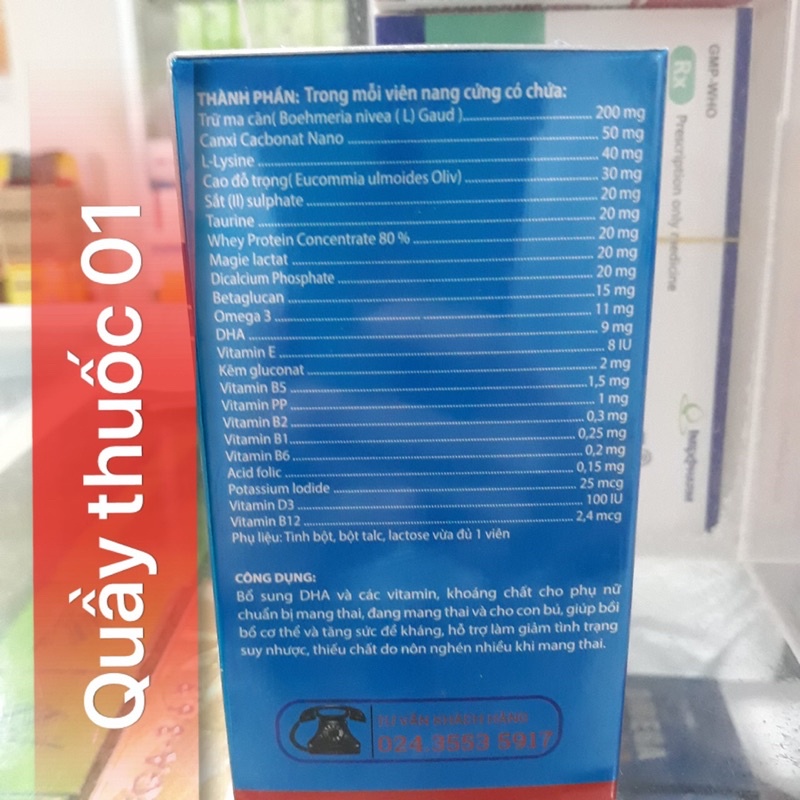 THÀNH PHẦN: Trong mỗi viên nang cứng có chứa:
Trữ ma căn( Boehmeria nivea ( L) Gaud )........ 200 mg
Canxi Cacbonat Nano ........ 50 mg
L-Lysine ........ 40 mg
Cao đỗ trọng( Eucommia ulmoides Oliv)........ 30 mg
Sắt (II) sulphate ........ 20 mg
Taurine ........ 20 mg
Whey Protein Concentrate 80 % ........ 20 mg
Magie lactat ........ 20 mg
Dicalcium Phosphate ........ 20 mg
Betaglucan ........ 15 mg
Omega 3 ........ 11 mg
DHA ........ 9 mg
Vitamin E ........ 8 IU
Kẽm gluconat ........ 2 mg
Vitamin B5 ........ 1,5 mg
Vitamin PP ........ 1 mg
Vitamin B2 ........ 0,3 mg
Vitamin B1........ 0,25 mg
Vitamin B6 ........ 0,2 mg
Acid folic ........ 0,15 mg
Potassium Iodide ........ 25 mcg
Vitamin D3 ........ 100 IU
Vitamin B12 ........ 2,4 mcg
Phụ liệu: Tinh bột, bột talc, lactose vừa đủ 1 viên
CÔNG DỤNG:
Bổ sung DHA và các vitamin, khoáng chất cho phụ nữ
chuẩn bị mang thai, đang mang thai và cho con bú, giúp bồi
bổ cơ thể và tăng sức đề kháng, hỗ trợ làm giảm tình trạng
suy nhược, thiếu chất do nôn nghén nhiều khi mang thai.
TƯ VẤN KHÁCH HÀNG
024.3553 5917
Quầy thuốc 01
GMP-WHO
Rx
Prescription only medicine
Imexpharm